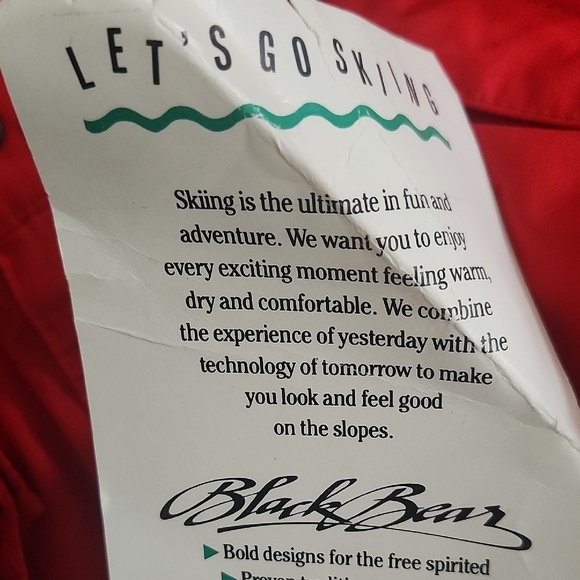 LET'S GO SKIING
Skiing is the ultimate in fun and
adventure. We want you to enjoy
every exciting moment feeling warm,
dry and comfortable. We combine
the experience of yesterday with the
technology of tomorrow to make
you look and feel good
on the slopes.
Black Bear
▶ Bold designs for the free spirited
▶ Proven